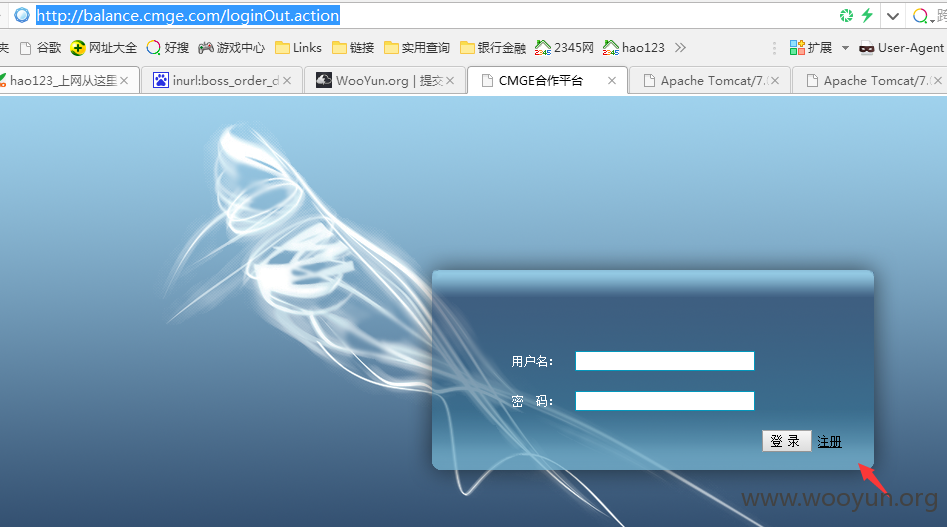 http://balance.cmge.com/loginOut.action
夹 谷歌 网址大全 好搜 游戏中心 Links 链接 实用查询 银行金融 2345网 hao123 » 扩展 User-Agent
hao123_上网从这里 inurl:boss_order_d WooYun.org | 提交 CMGE合作平台 Apache Tomcat/7. Apache Tomcat/7.
用户名:
密 码:
登 录 注册
www.wooyun.org